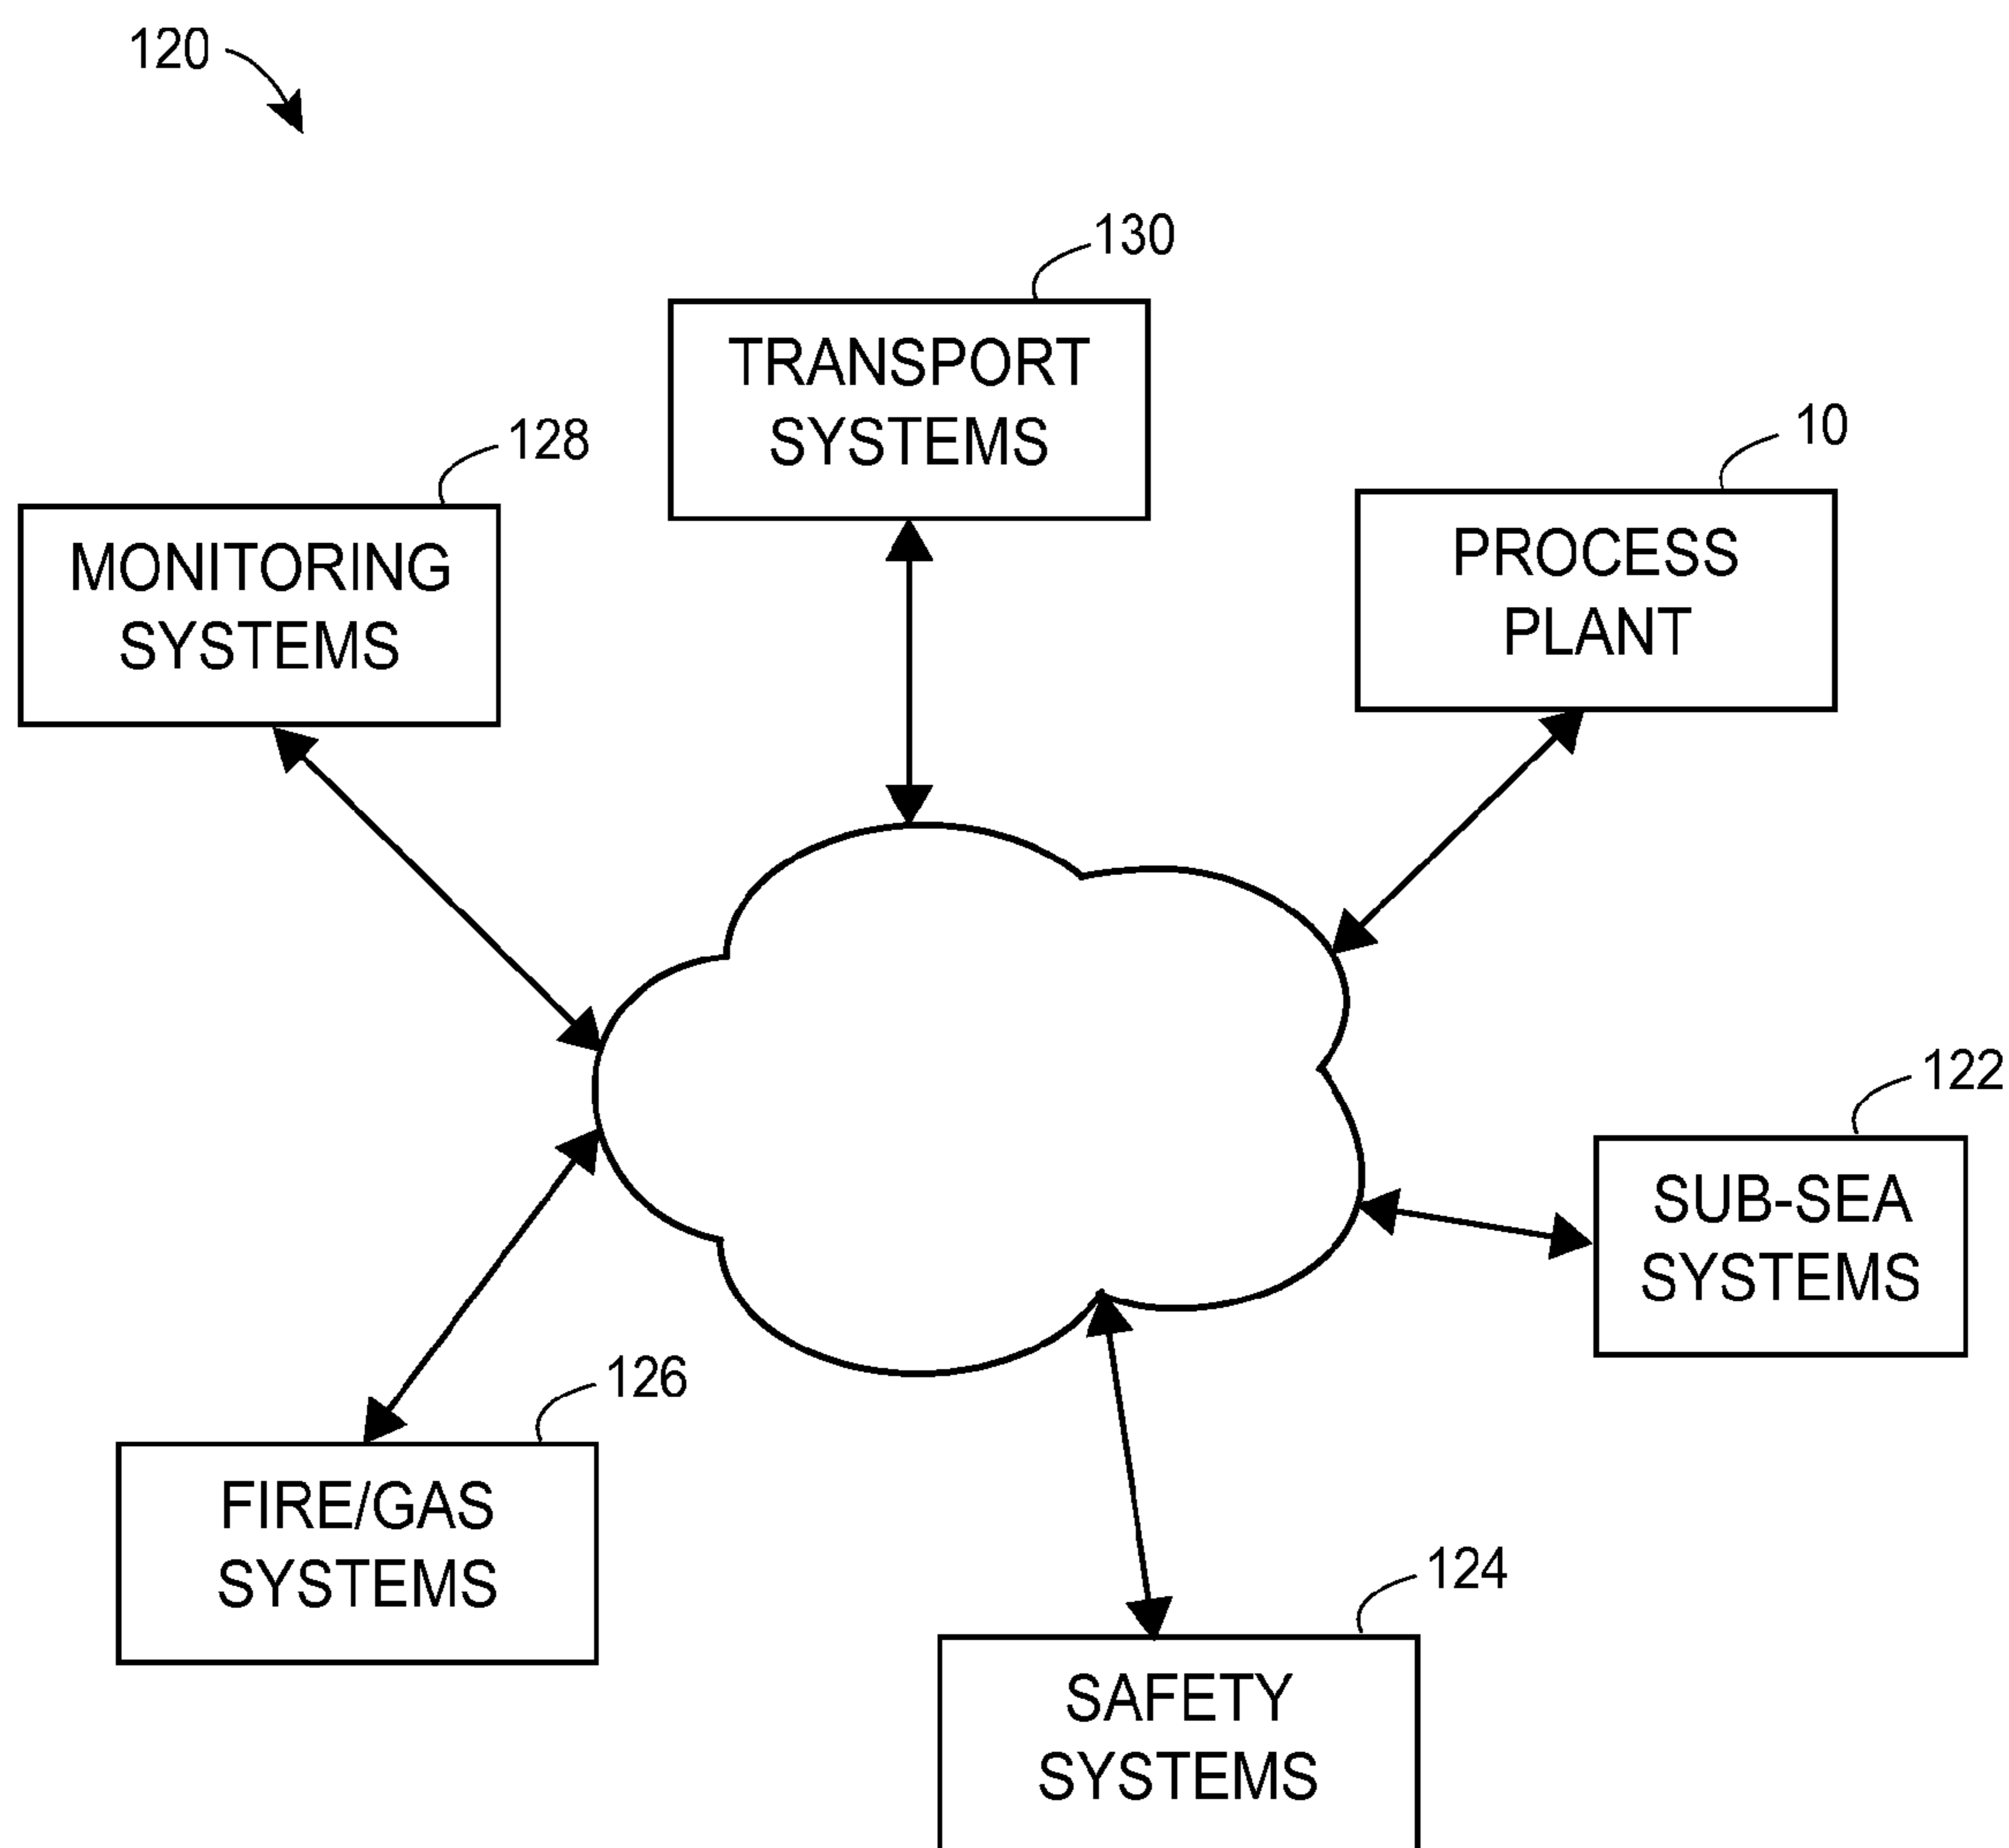 120
130
TRANSPORT
SYSTEMS
10
PROCESS
PLANT
128
MONITORING
SYSTEMS
122
SUB-SEA
SYSTEMS
126
FIRE/GAS
SYSTEMS
124
SAFETY
SYSTEMS